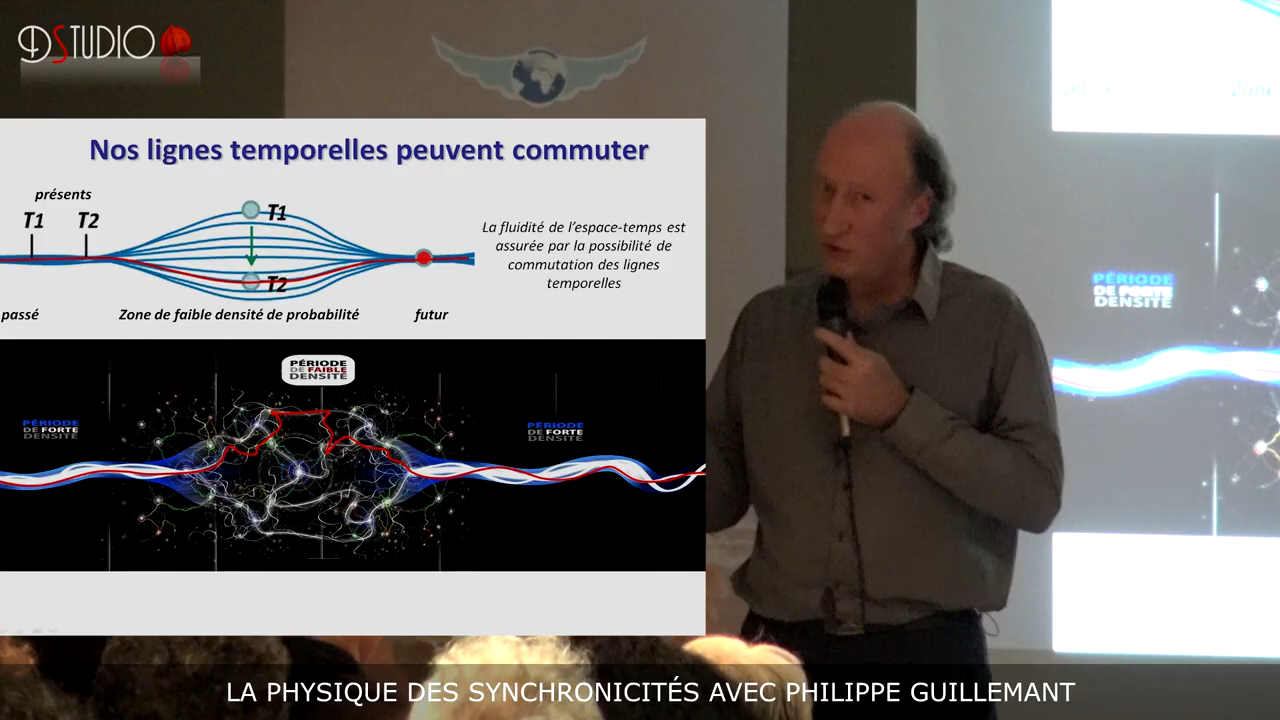 DSTUDIO
Nos lignes temporelles peuvent commuter
présents
T1 T2
T1
T2
La fluidité de l'espace-temps est
assurée par la possibilité de
commutation des lignes
temporelles
passé
Zone de faible densité de probabilité
futur
PÉRIODE
DE FAIBLE
DENSITÉ
PÉRIODE
DE FORTE
DENSITÉ
PÉRIODE
DE FORTE
DENSITÉ
PÉRIODE
DE FORTE
DENSITÉ
LA PHYSIQUE DES SYNCHRONICITÉS AVEC PHILIPPE GUILLEMANT